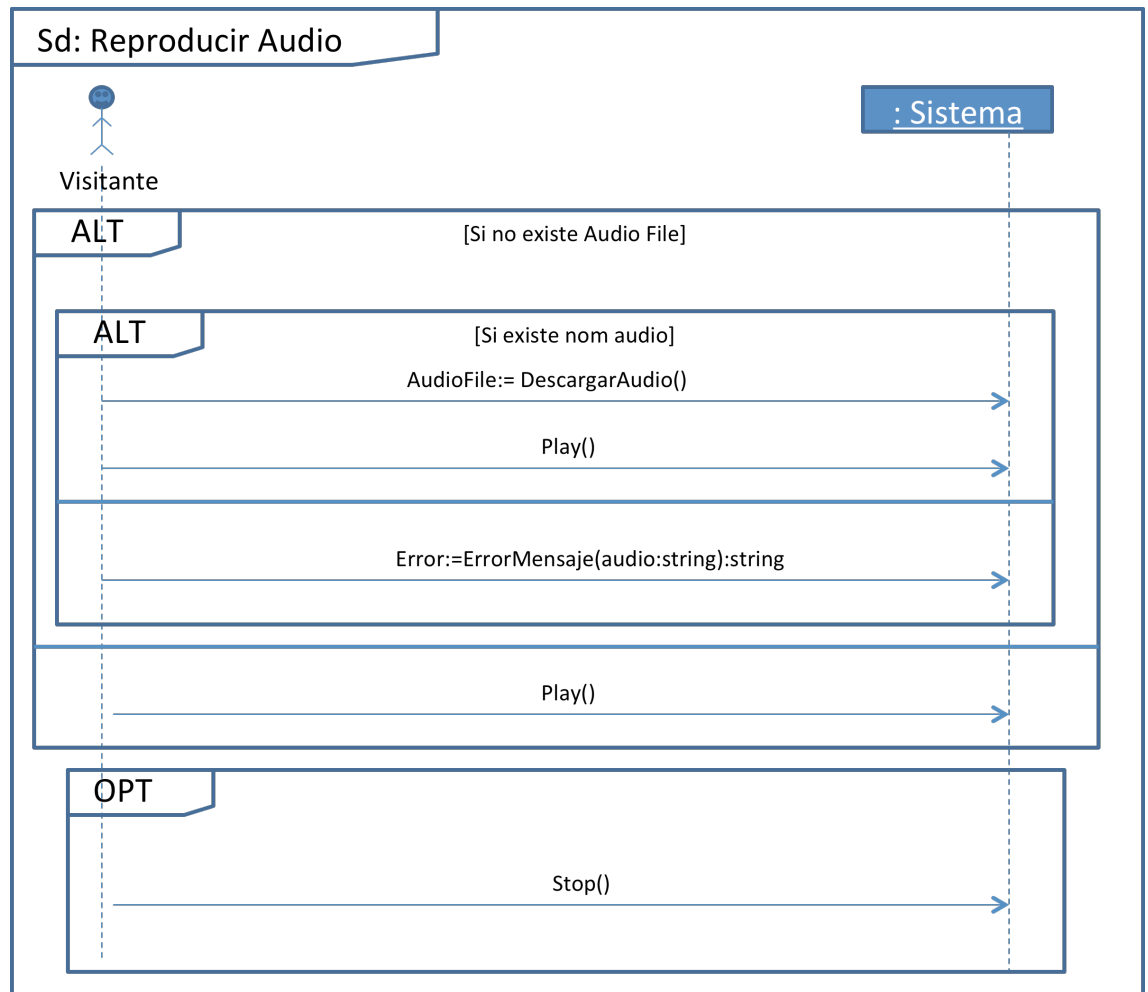 Sd: Reproducir Audio
: Sistema
Visitante
ALT
[Si no existe Audio File]
ALT
[Si existe nom audio]
AudioFile:= DescargarAudio()
Play()
Error:=ErrorMensaje(audio:string):string
Play()
OPT
Stop()